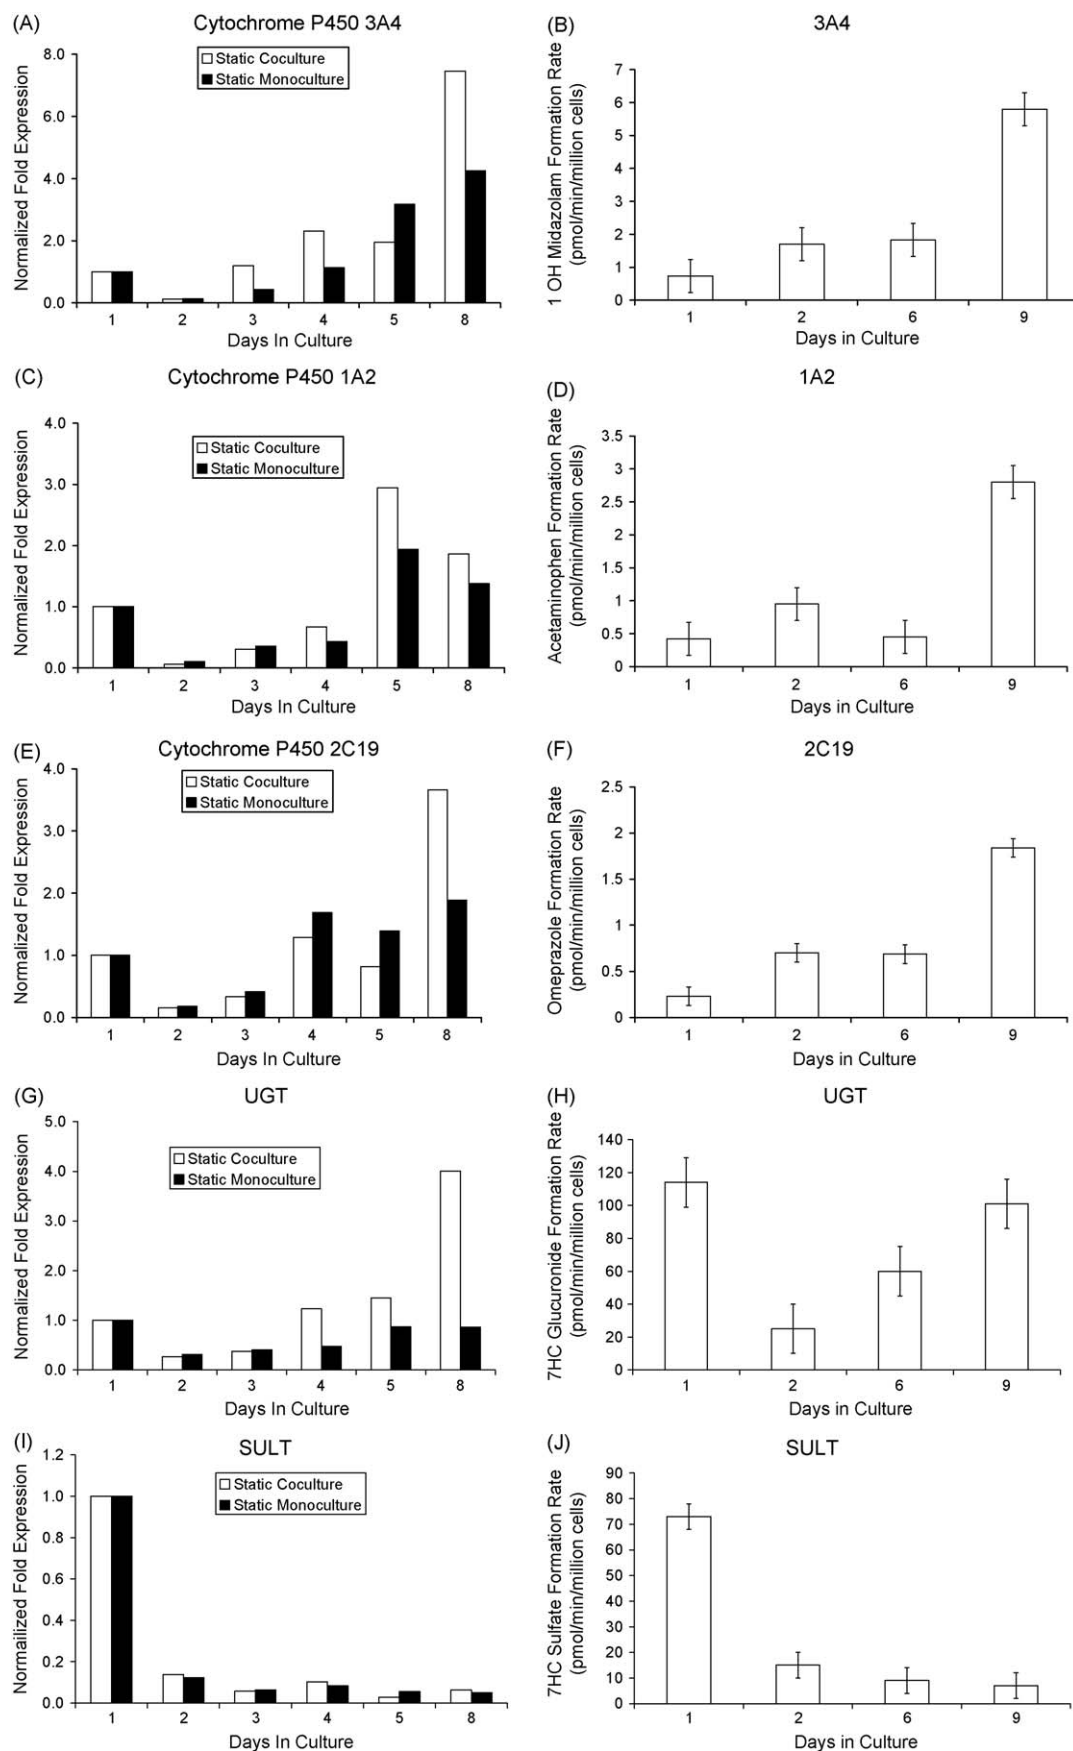 (A) Cytochrome P450 3A4
Normalized Fold Expression
8.0
6.0
4.0
2.0
0.0
Static Coculture
Static Monoculture
1 2 3 4 5 8
Days In Culture
(B) 3A4
1 OH Midazolam Formation Rate
(pmol/min/million cells)
7
6
5
4
3
2
1
0
1 2 6 9
Days in Culture
(C) Cytochrome P450 1A2
Normalized Fold Expression
4.0
3.0
2.0
1.0
0.0
Static Coculture
Static Monoculture
1 2 3 4 5 8
Days In Culture
(D) 1A2
Acetaminophen Formation Rate
(pmol/min/million cells)
3.5
3
2.5
2
1.5
1
0.5
0
1 2 6 9
Days in Culture
(E) Cytochrome P450 2C19
Normalized Fold Expression
4.0
3.0
2.0
1.0
0.0
Static Coculture
Static Monoculture
1 2 3 4 5 8
Days In Culture
(F) 2C19
Omeprazole Formation Rate
(pmol/min/million cells)
2.5
2
1.5
1
0.5
0
1 2 6 9
Days in Culture
(G) UGT
Normalized Fold Expression
5.0
4.0
3.0
2.0
1.0
0.0
Static Coculture
Static Monoculture
1 2 3 4 5 8
Days In Culture
(H) UGT
7HC Glucuronide Formation Rate
(pmol/min/million cells)
140
120
100
80
60
40
20
0
1 2 6 9
Days in Culture
(I) SULT
Normailized Fold Expression
1.2
1.0
0.8
0.6
0.4
0.2
0.0
Static Coculture
Static Monoculture
1 2 3 4 5 8
Days In Culture
(J) SULT
7HC Sulfate Formation Rate
(pmol/min/million cells)
90
80
70
60
50
40
30
20
10
0
1 2 6 9
Days in Culture